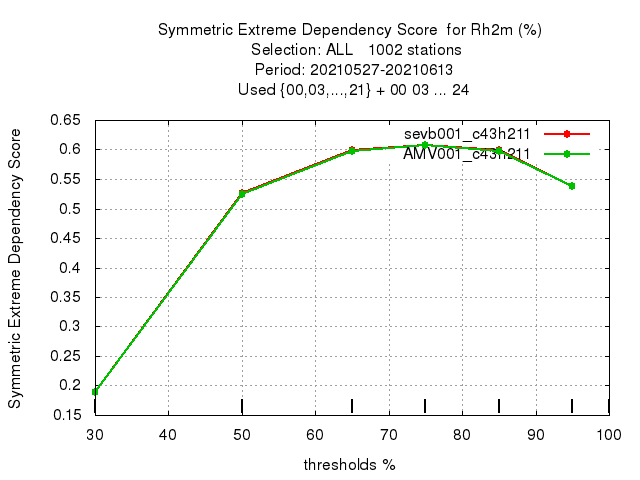 Symmetric Extreme Dependency Score for Rh2m (%)
Selection: ALL 1002 stations
Period: 20210527-20210613
Used {00,03,...,21} + 00 03 ... 24
sevb001_c43h211
AMV001_c43h211
Symmetric Extreme Dependency Score
0.65
0.6
0.55
0.5
0.45
0.4
0.35
0.3
0.25
0.2
0.15
30 40 50 60 70 80 90 100
thresholds %